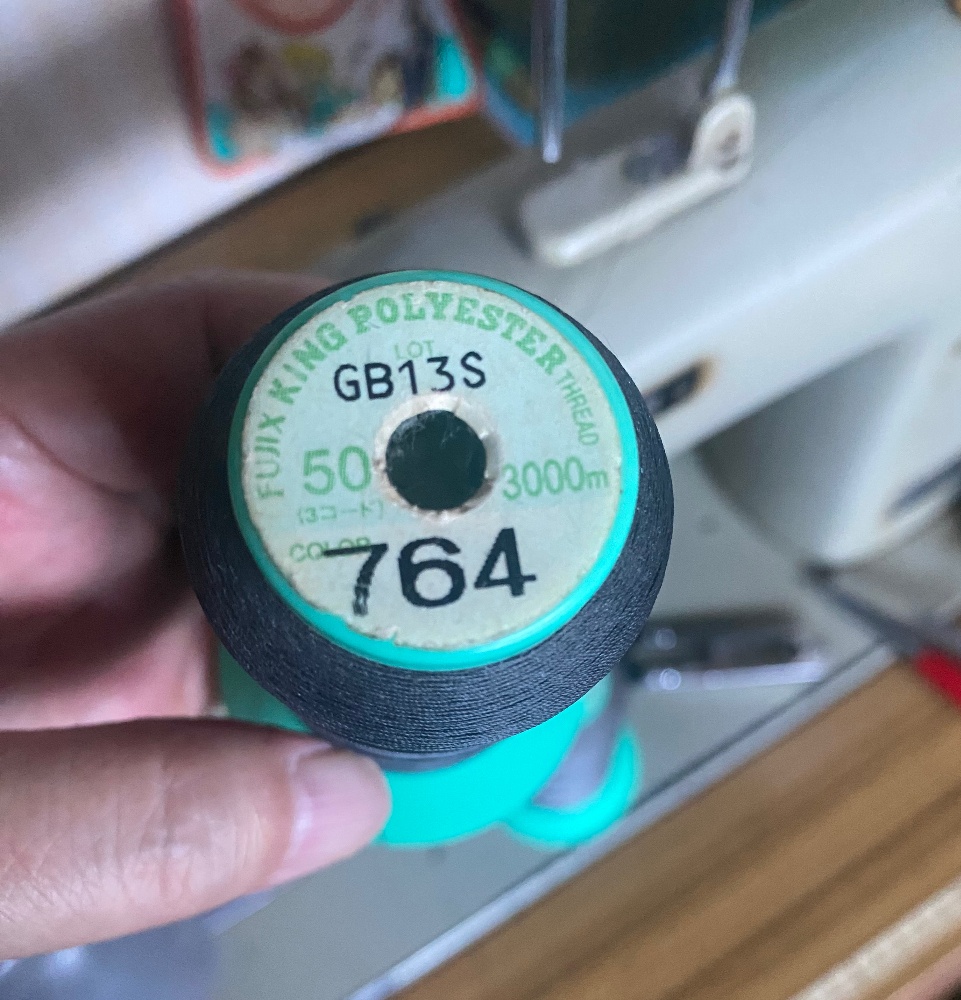 FUJIX KING POLYESTER THREAD
LOT
GB13S
50
3000m
(3コード)
COLOR
764